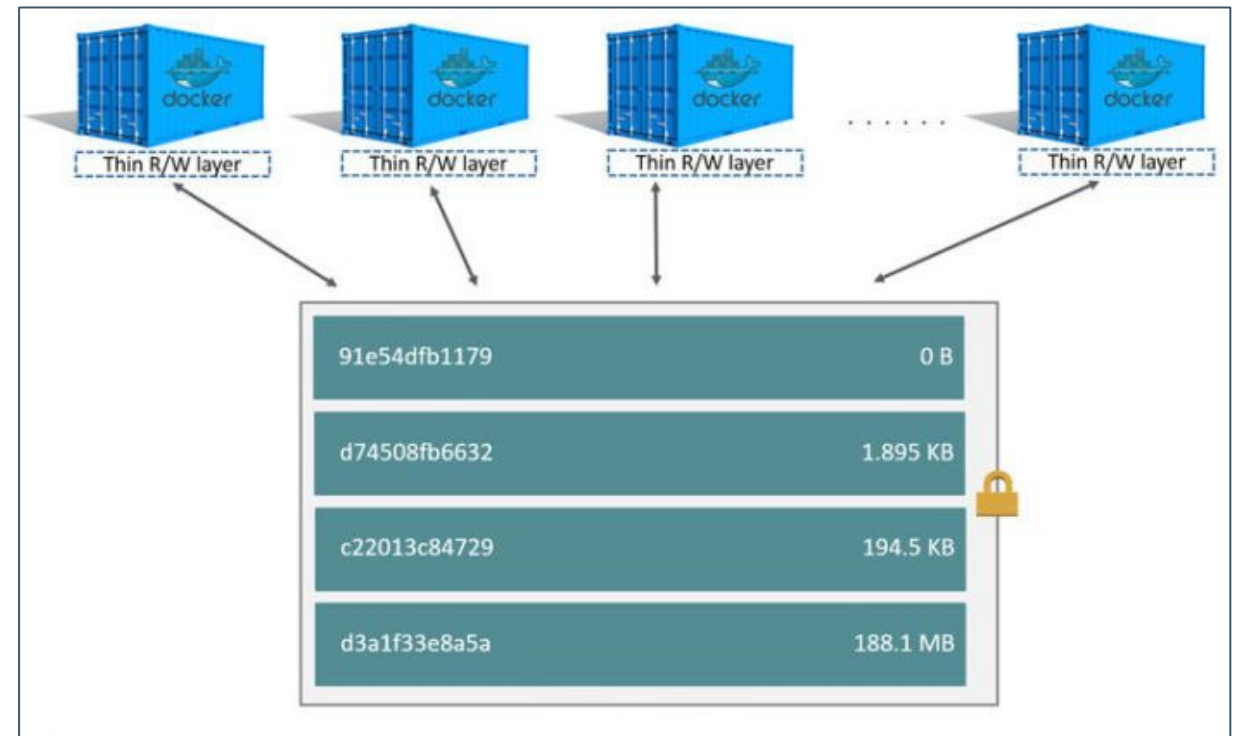 docker
docker
docker
docker
. . . . . .
Thin R/W layer
Thin R/W layer
Thin R/W layer
Thin R/W layer
91e54dfb1179 0 B
d74508fb6632 1.895 KB
c22013c84729 194.5 KB
d3a1f33e8a5a 188.1 MB